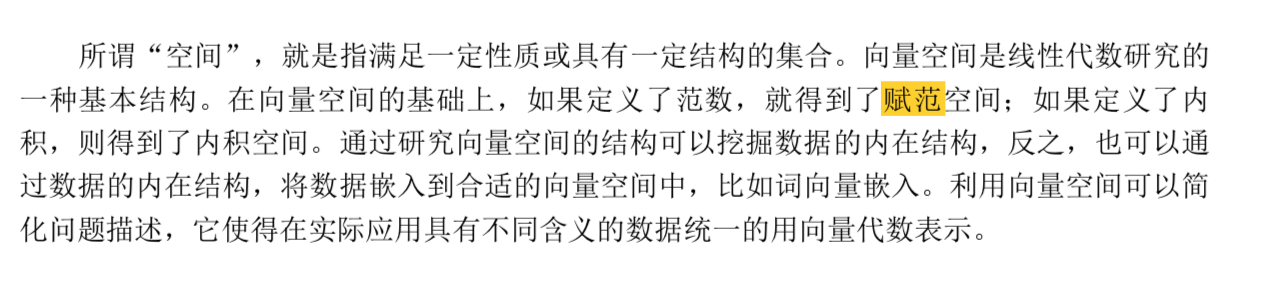 所谓“空间”，就是指满足一定性质或具有一定结构的集合。向量空间是线性代数研究的
一种基本结构。在向量空间的基础上，如果定义了范数，就得到了赋范空间；如果定义了内
积，则得到了内积空间。通过研究向量空间的结构可以挖掘数据的内在结构，反之，也可以通
过数据的内在结构，将数据嵌入到合适的向量空间中，比如词向量嵌入。利用向量空间可以简
化问题描述，它使得在实际应用具有不同含义的数据统一的用向量代数表示。